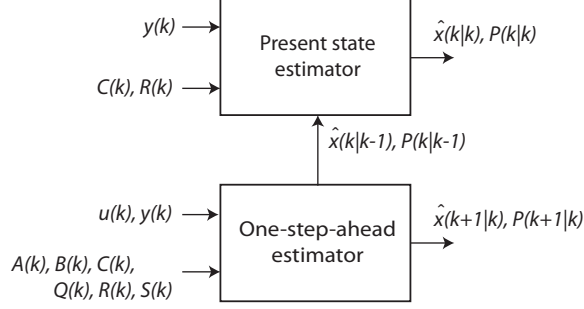 y(k)
C(k), R(k)
Present state
estimator
x̂(k|k), P(k|k)
x̂(k|k-1), P(k|k-1)
u(k), y(k)
A(k), B(k), C(k),
Q(k), R(k), S(k)
One-step-ahead
estimator
x̂(k+1|k), P(k+1|k)